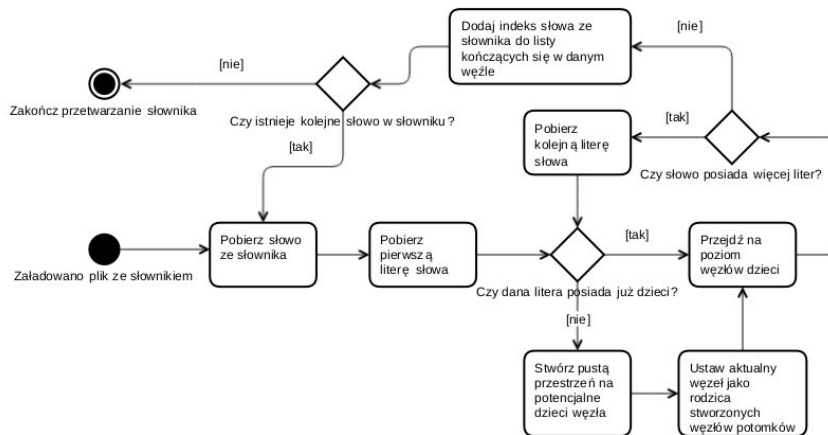 Dodaj indeks słowa ze
słownika do listy
kończących się w danym
węźle
[nie]
[nie]
Zakończ przetwarzanie słownika
Czy istnieje kolejne słowo w słowniku?
[tak]
Pobierz
kolejną literę
słowa
[tak]
Czy słowo posiada więcej liter?
Załadowano plik ze słownikiem
Pobierz słowo
ze słownika
Pobierz
pierwszą
literę słowa
[tak]
Czy dana litera posiada już dzieci?
[nie]
Przejdź na
poziom
węzłów dzieci
Stwórz pustą
przestrzeń na
potencjalne
dzieci węzła
Ustaw aktualny
węzeł jako
rodzica
stworzonych
węzłów potomków